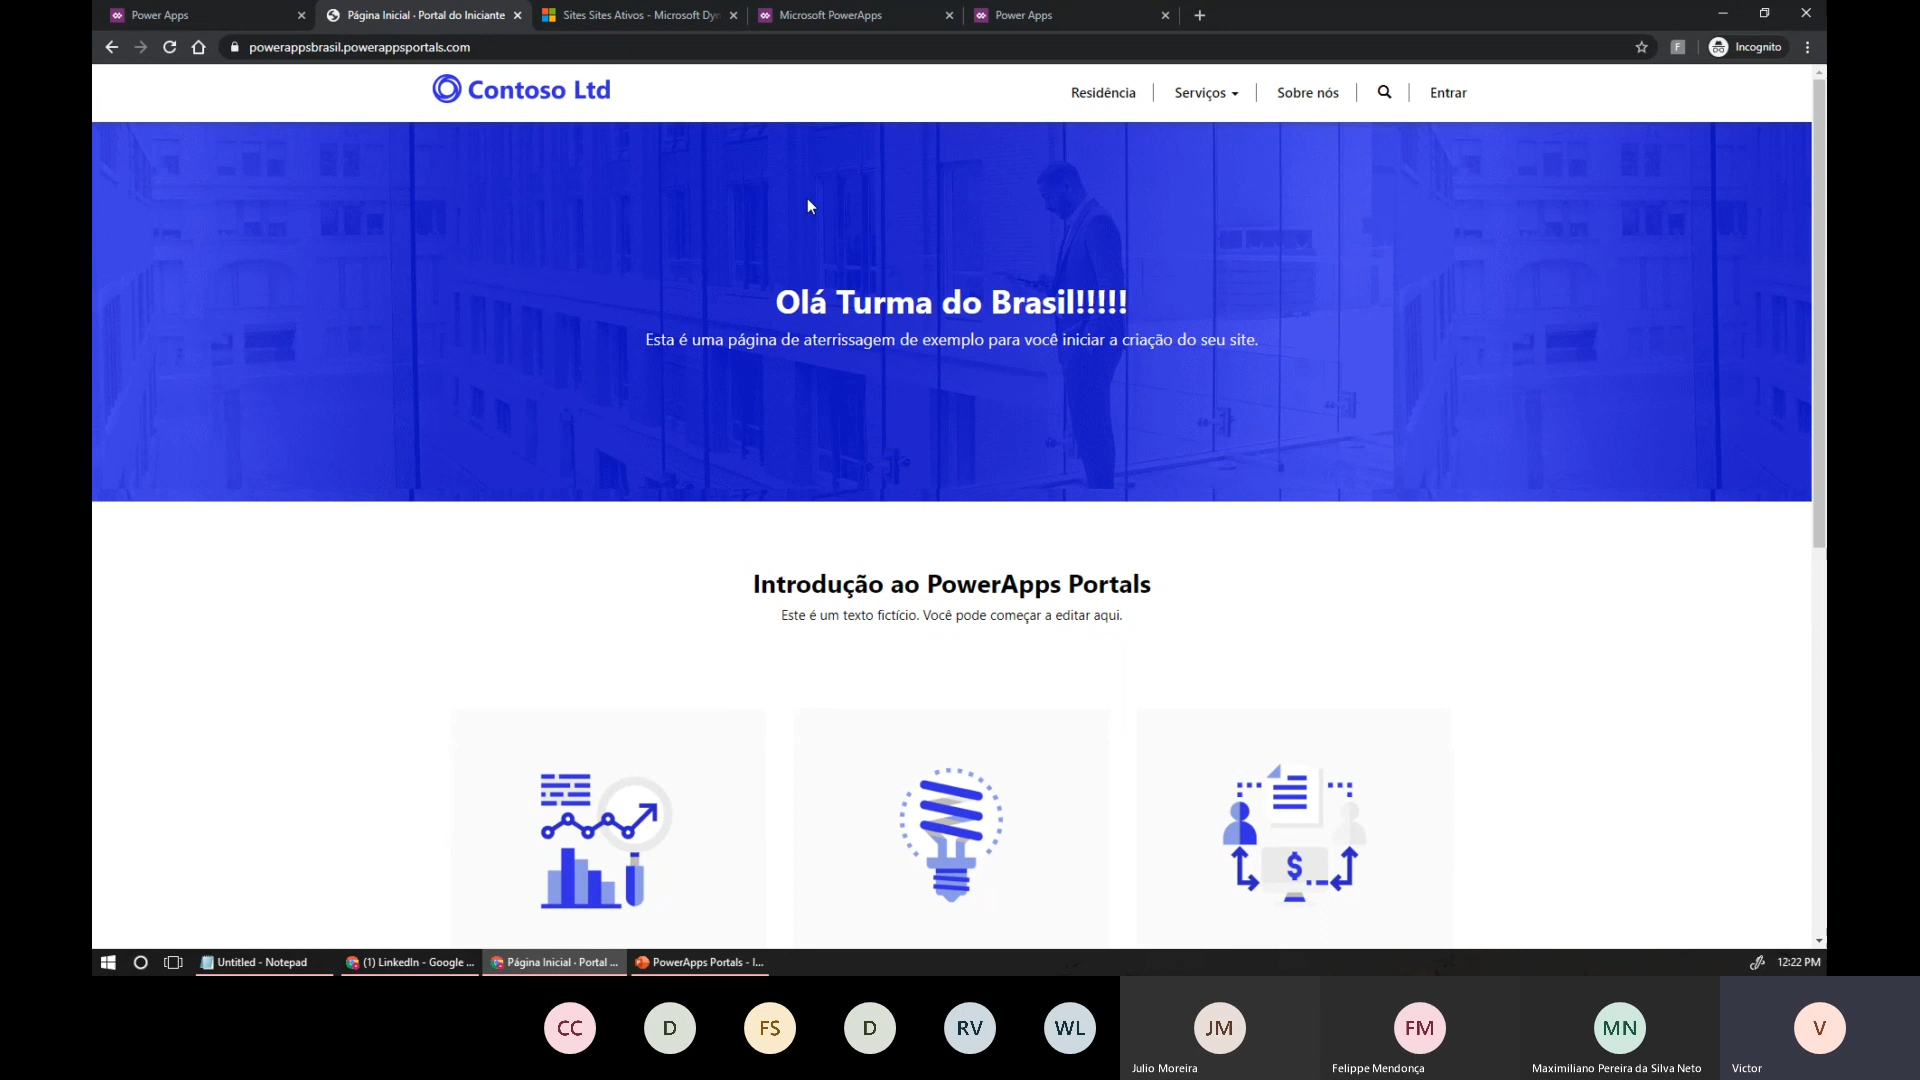 Power Apps
Página Inicial · Portal do Iniciante
Sites Sites Ativos - Microsoft Dyn
Microsoft PowerApps
Power Apps
powerappsbrasil.powerappsportals.com
F
Incognito
Contoso Ltd
Residência
Serviços
Sobre nós
Entrar
Olá Turma do Brasil!!!!!
Esta é uma página de aterrissagem de exemplo para você iniciar a criação do seu site.
Introdução ao PowerApps Portals
Este é um texto fictício. Você pode começar a editar aqui.
$
Untitled - Notepad
(1) LinkedIn - Google ...
Página Inicial · Portal ...
PowerApps Portals - I...
12:22 PM
CC
D
FS
D
RV
WL
JM
FM
MN
V
Julio Moreira
Felippe Mendonça
Maximiliano Pereira da Silva Neto
Victor